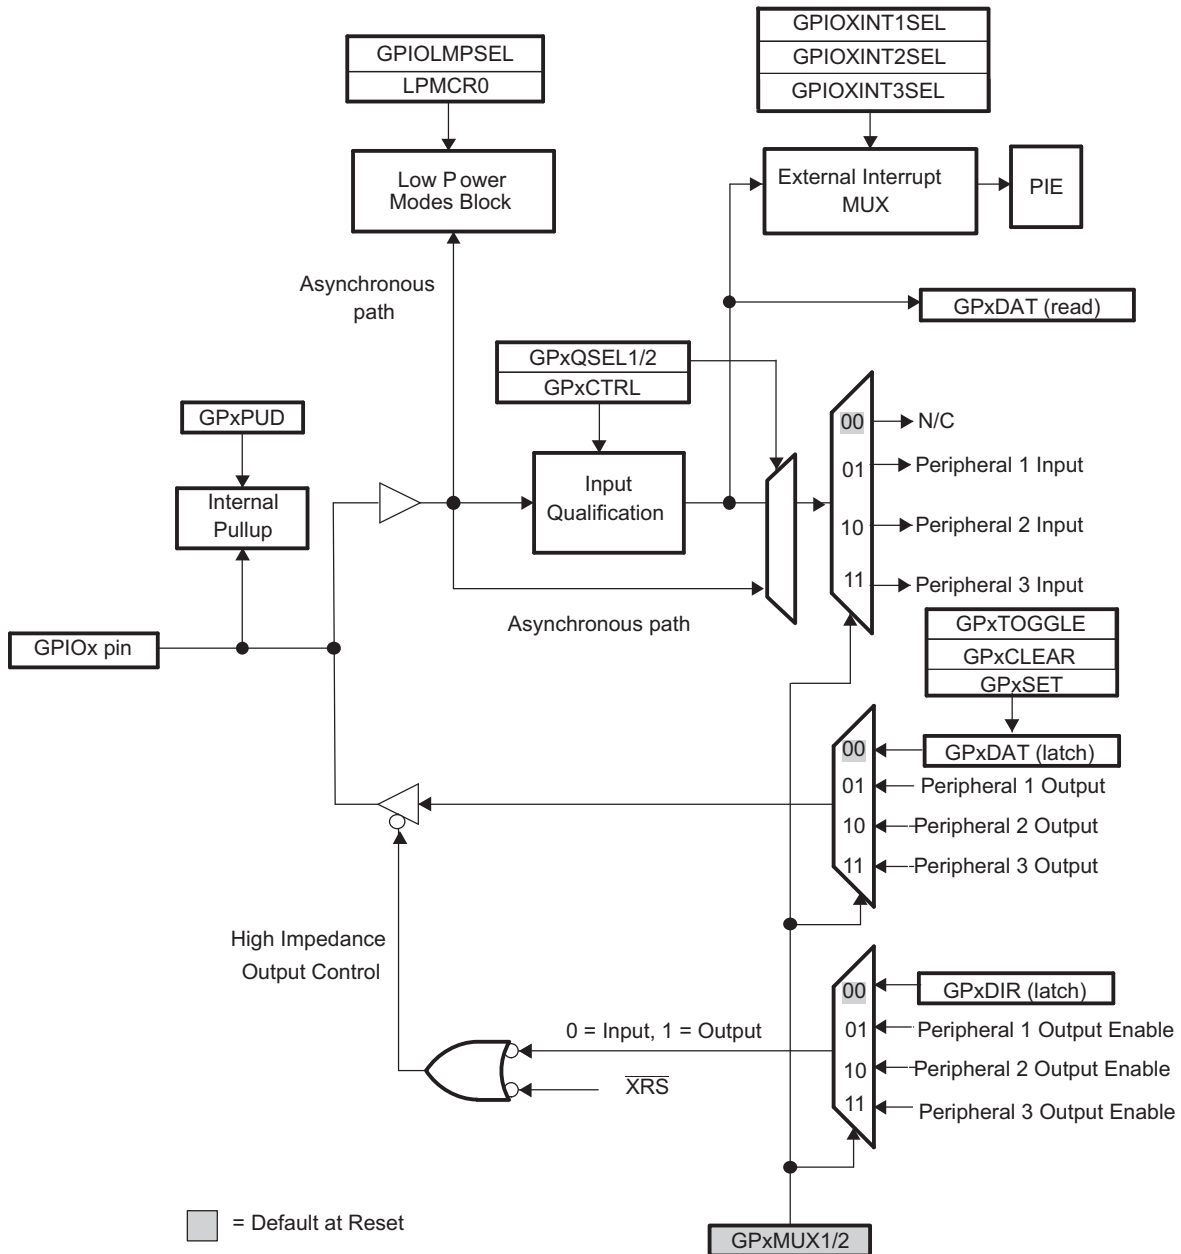 GPIOLMPSEL
LPMCR0
Low Power
Modes Block
Asynchronous
path
GPIOXINT1SEL
GPIOXINT2SEL
GPIOXINT3SEL
External Interrupt
MUX
PIE
GPxDAT (read)
GPxQSEL1/2
GPxCTRL
GPxPUD
Internal
Pullup
Input
Qualification
00
N/C
01
Peripheral 1 Input
10
Peripheral 2 Input
11
Peripheral 3 Input
Asynchronous path
GPIOx pin
GPxTOGGLE
GPxCLEAR
GPxSET
00
GPxDAT (latch)
01
Peripheral 1 Output
10
Peripheral 2 Output
11
Peripheral 3 Output
High Impedance
Output Control
00
GPxDIR (latch)
0 = Input, 1 = Output
01
Peripheral 1 Output Enable
10
Peripheral 2 Output Enable
XRS
11
Peripheral 3 Output Enable
= Default at Reset
GPxMUX1/2